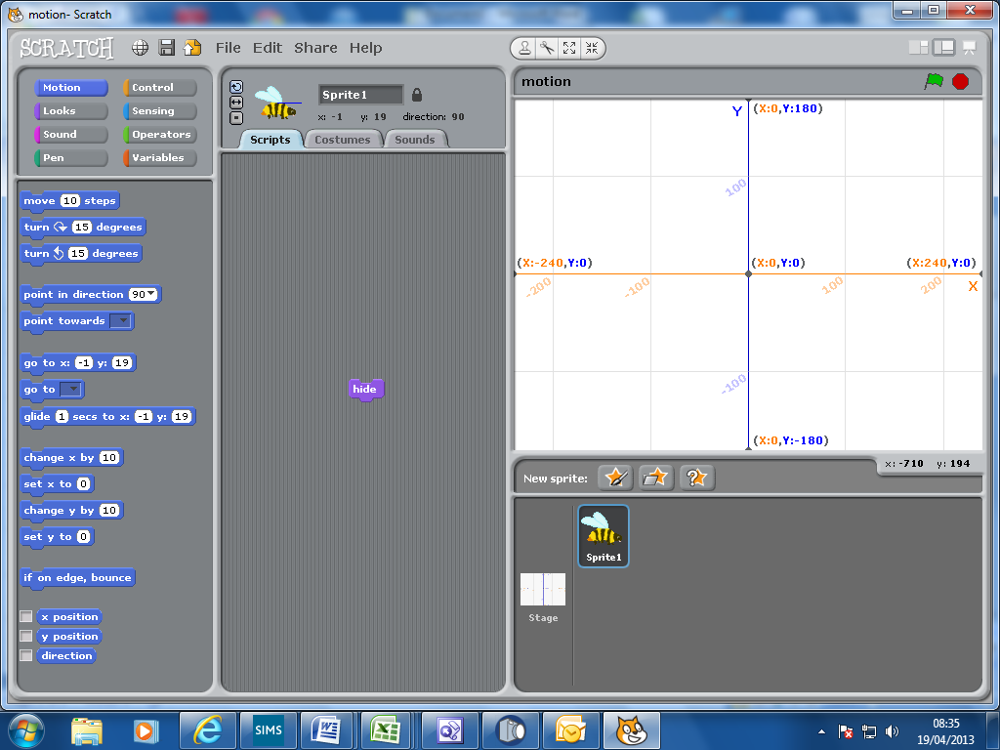 motion- Scratch
SCRATCH
File Edit Share Help
Motion Control
Looks Sensing
Sound Operators
Pen Variables
Sprite1
x: -1 y: 19 direction: 90
Scripts Costumes Sounds
move 10 steps
turn 15 degrees
turn 15 degrees
point in direction 90
point towards
go to x: -1 y: 19
go to
glide 1 secs to x: -1 y: 19
change x by 10
set x to 0
change y by 10
set y to 0
if on edge, bounce
x position
y position
direction
hide
motion
Y (X:0,Y:180)
100
(X:-240,Y:0) (X:0,Y:0) (X:240,Y:0)
-200 -100 100 200 X
-100
(X:0,Y:-180)
x: -710 y: 194
New sprite:
Sprite1
Stage
SIMS
08:35
19/04/2013